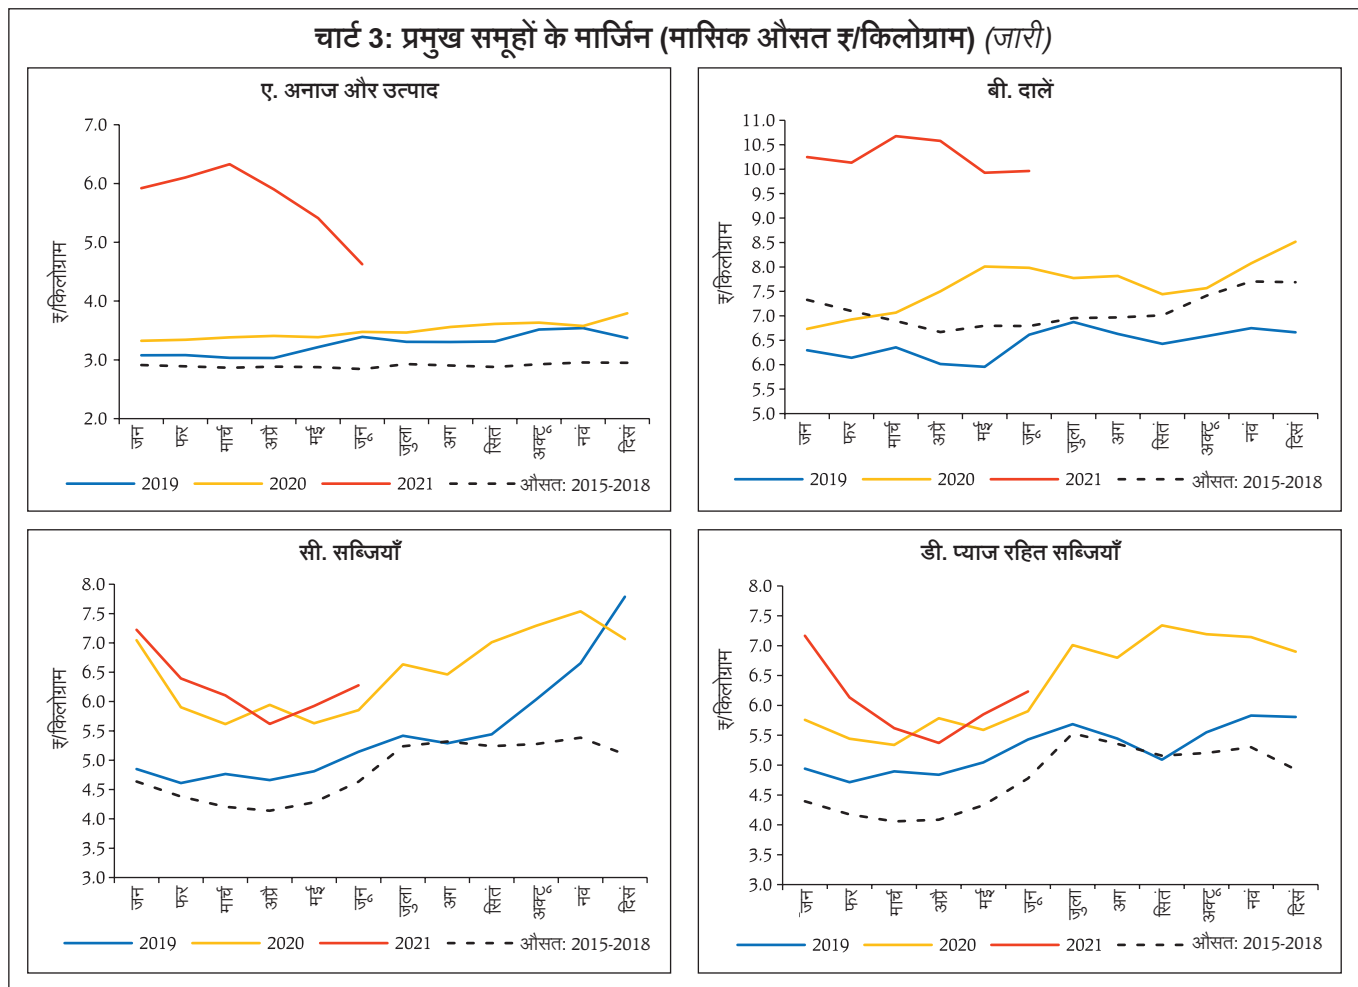 चार्ट 3: प्रमुख समूहों के मार्जिन (मासिक औसत ₹/किलोग्राम) (जारी)
ए. अनाज और उत्पाद
₹/किलोग्राम
7.0
6.0
5.0
4.0
3.0
2.0
जन फर मार्च अप्रै मई जून जुला अग सितं अक्टू नवं दिसं
2019 2020 2021 औसत: 2015-2018
बी. दालें
₹/किलोग्राम
11.0
10.5
10.0
9.5
9.0
8.5
8.0
7.5
7.0
6.5
6.0
5.5
5.0
जन फर मार्च अप्रै मई जून जुला अग सितं अक्टू नवं दिसं
2019 2020 2021 औसत: 2015-2018
सी. सब्जियाँ
₹/किलोग्राम
8.0
7.5
7.0
6.5
6.0
5.5
5.0
4.5
4.0
3.5
3.0
जन फर मार्च अप्रै मई जून जुला अग सितं अक्टू नवं दिसं
2019 2020 2021 औसत: 2015-2018
डी. प्याज रहित सब्जियाँ
₹/किलोग्राम
8.0
7.5
7.0
6.5
6.0
5.5
5.0
4.5
4.0
3.5
3.0
जन फर मार्च अप्रै मई जून जुला अग सितं अक्टू नवं दिसं
2019 2020 2021 औसत: 2015-2018